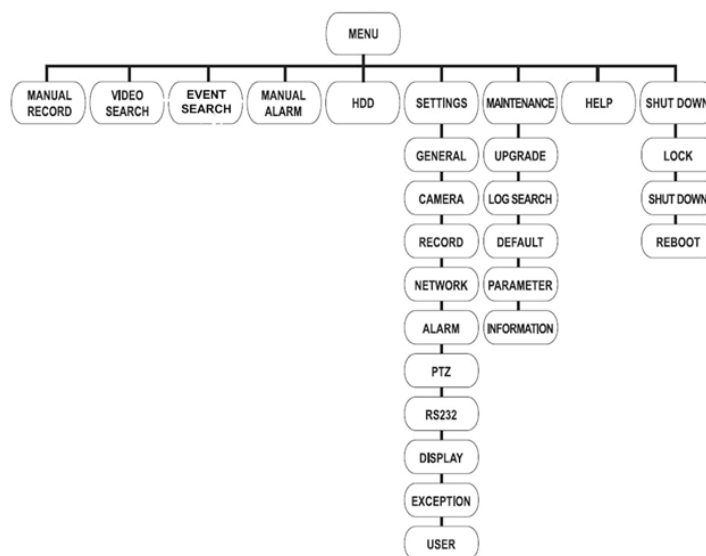 MENU
MANUAL
RECORD
VIDEO
SEARCH
EVENT
SEARCH
MANUAL
ALARM
HDD
SETTINGS
MAINTENANCE
HELP
SHUT DOWN
GENERAL
CAMERA
RECORD
NETWORK
ALARM
PTZ
RS232
DISPLAY
EXCEPTION
USER
UPGRADE
LOG SEARCH
DEFAULT
PARAMETER
INFORMATION
LOCK
SHUT DOWN
REBOOT